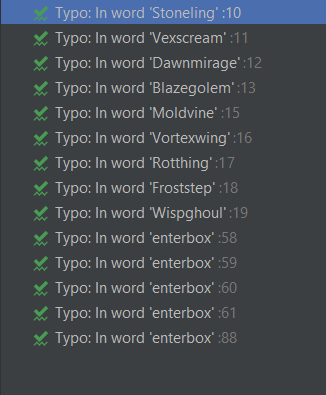 Typo: In word 'Stoneling' :10
Typo: In word 'Vexscream' :11
Typo: In word 'Dawnmirage' :12
Typo: In word 'Blazegolem' :13
Typo: In word 'Moldvine' :15
Typo: In word 'Vortexwing' :16
Typo: In word 'Rotthing' :17
Typo: In word 'Froststep' :18
Typo: In word 'Wispghoul' :19
Typo: In word 'enterbox' :58
Typo: In word 'enterbox' :59
Typo: In word 'enterbox' :60
Typo: In word 'enterbox' :61
Typo: In word 'enterbox' :88